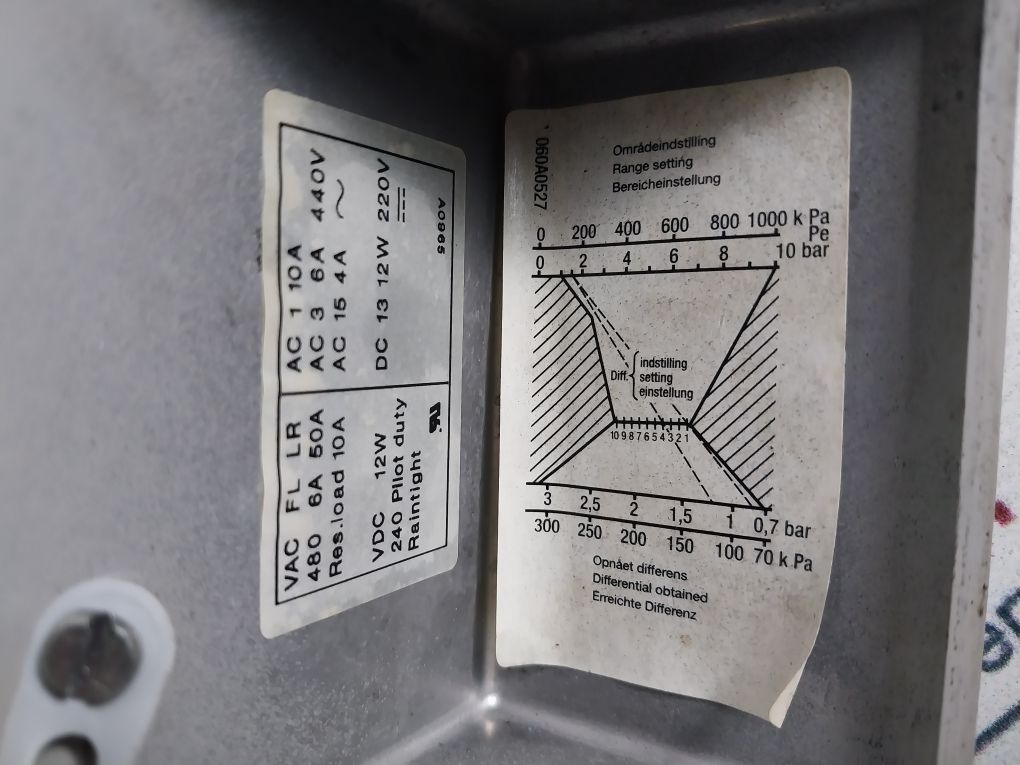 AC 1 10A
AC 3 6A 440V
AC 15 4A ~
DC 13 12W 220V
A0965
VAC FL LR
480 6A 50A
Res.load 10A
VDC 12W
240 Pilot duty
Raintight
060A0527
Områdeindstilling
Range setting
Bereicheinstellung
0 200 400 600 800 1000 k Pa
Pe
0 2 4 6 8 10 bar
Diff.
indstilling
setting
einstellung
10 9 8 7 6 5 4 3 2 1
3 2,5 2 1,5 1 0,7 bar
300 250 200 150 100 70 k Pa
Opnået differens
Differential obtained
Erreichte Differenz